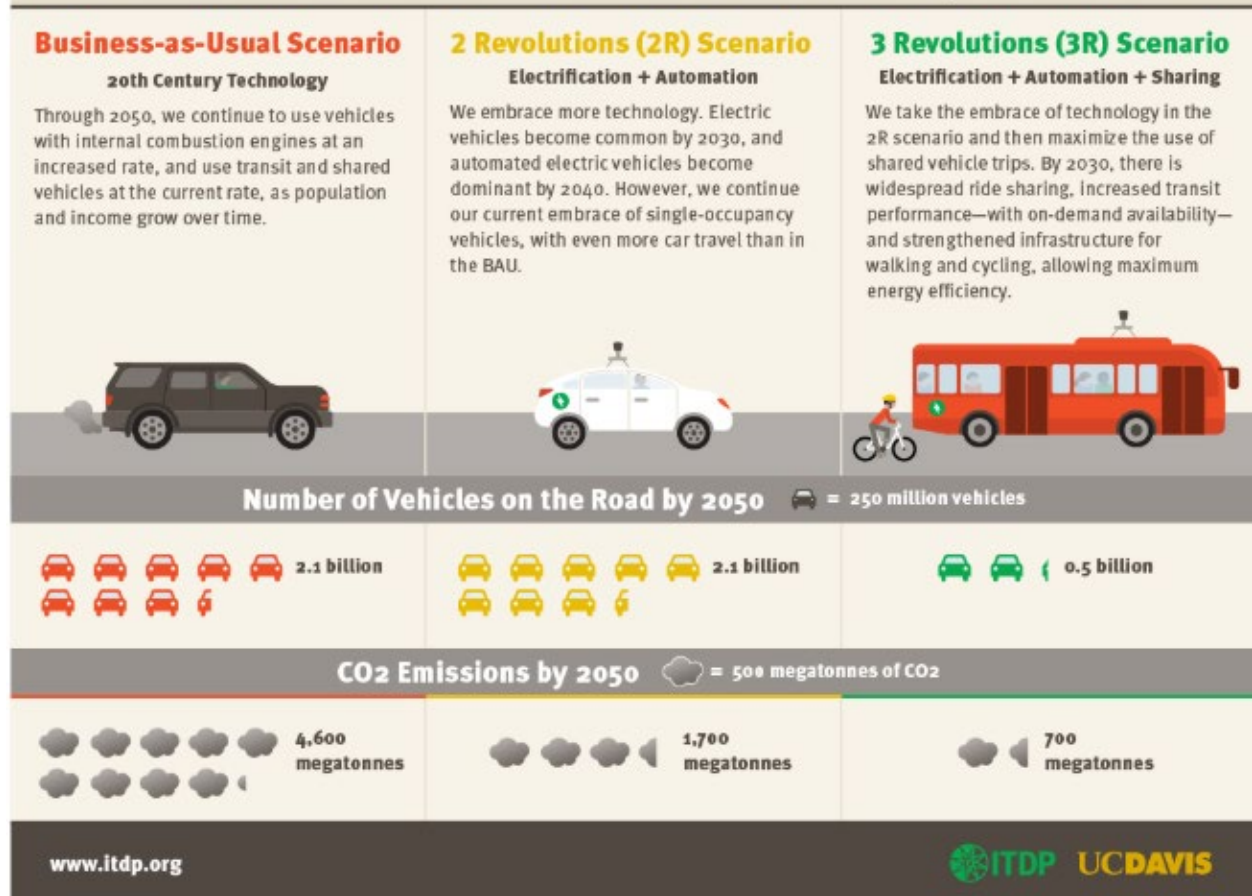 Business-as-Usual Scenario
20th Century Technology
Through 2050, we continue to use vehicles
with internal combustion engines at an
increased rate, and use transit and shared
vehicles at the current rate, as population
and income grow over time.
2 Revolutions (2R) Scenario
Electrification + Automation
We embrace more technology. Electric
vehicles become common by 2030, and
automated electric vehicles become
dominant by 2040. However, we continue
our current embrace of single-occupancy
vehicles, with even more car travel than in
the BAU.
3 Revolutions (3R) Scenario
Electrification + Automation + Sharing
We take the embrace of technology in the
2R scenario and then maximize the use of
shared vehicle trips. By 2030, there is
widespread ride sharing, increased transit
performance—with on-demand availability—
and strengthened infrastructure for
walking and cycling, allowing maximum
energy efficiency.
Number of Vehicles on the Road by 2050 = 250 million vehicles
2.1 billion
2.1 billion
0.5 billion
CO2 Emissions by 2050 = 500 megatonnes of CO2
4,600
megatonnes
1,700
megatonnes
700
megatonnes
www.itdp.org
ITDP UCDAVIS